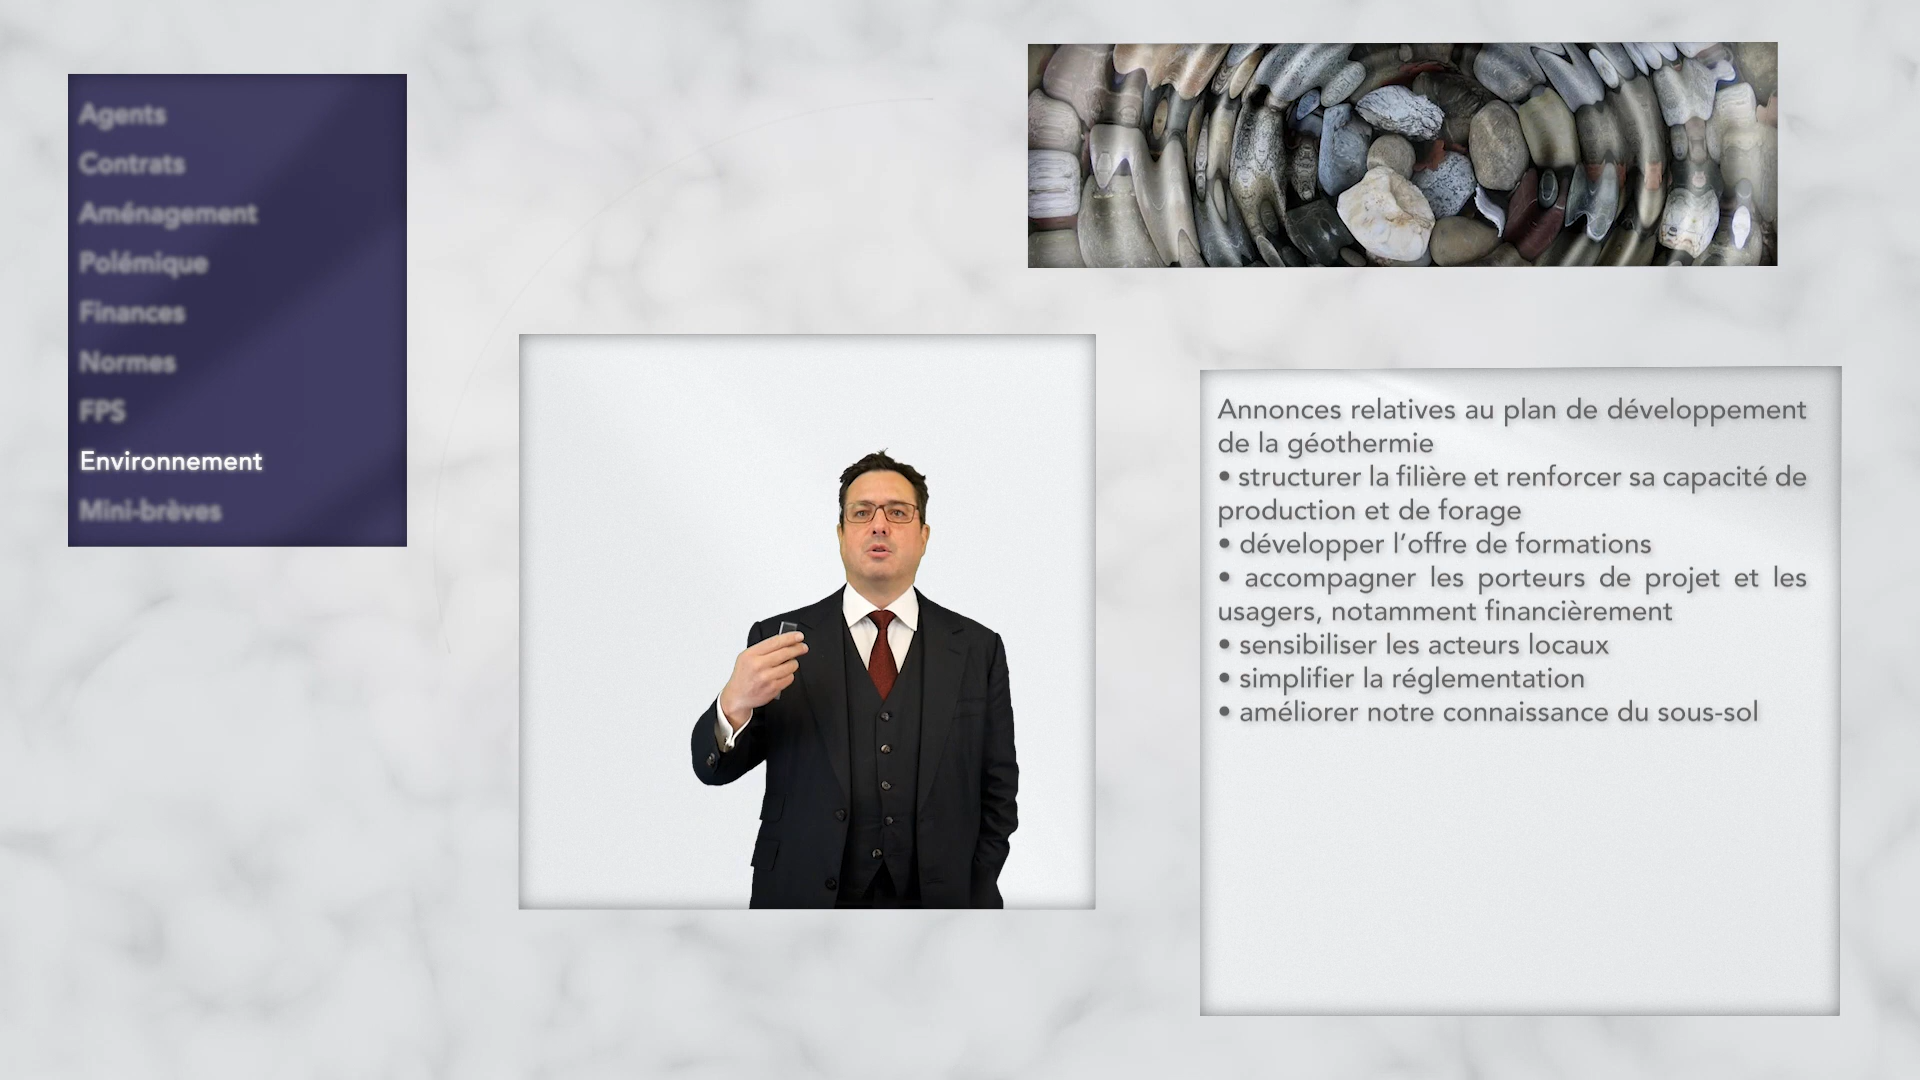 Agents
Contrats
Aménagement
Polémique
Finances
Normes
FPS
Environnement
Mini-brèves
Annonces relatives au plan de développement
de la géothermie
• structurer la filière et renforcer sa capacité de
production et de forage
• développer l’offre de formations
• accompagner les porteurs de projet et les
usagers, notamment financièrement
• sensibiliser les acteurs locaux
• simplifier la réglementation
• améliorer notre connaissance du sous-sol